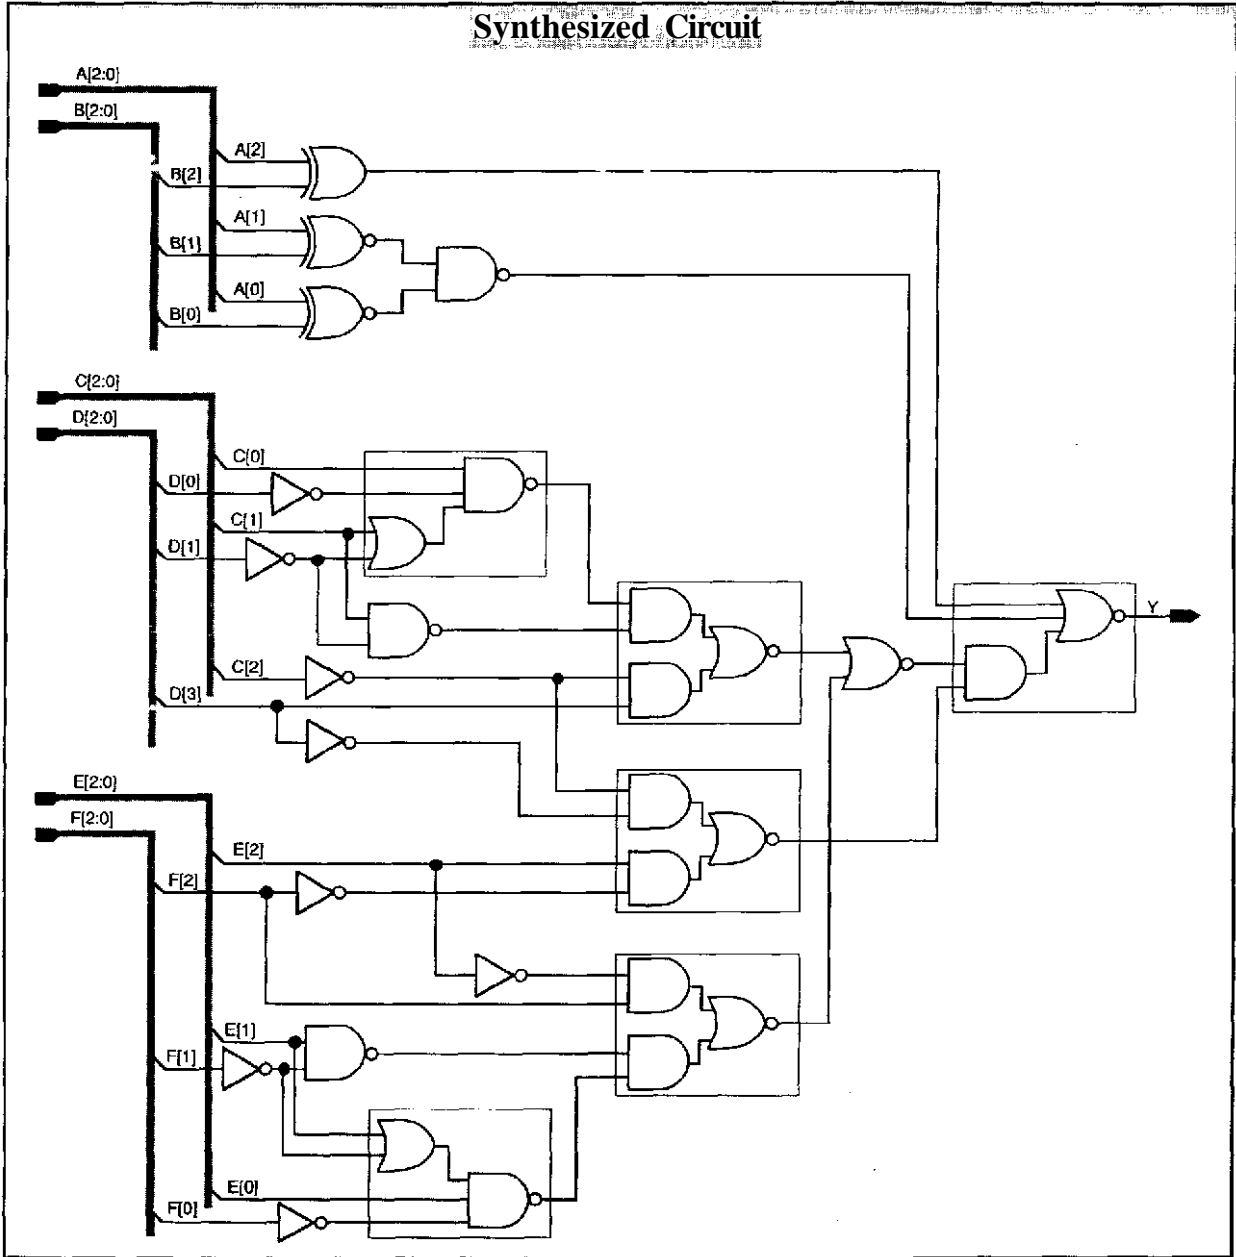 Synthesized Circuit
A[2:0]
B[2:0]
A[2]
B[2]
A[1]
B[1]
A[0]
B[0]
C[2:0]
D[2:0]
C[0]
D[0]
C[1]
D[1]
C[2]
D[3]
Y
E[2:0]
F[2:0]
E[2]
F[2]
E[1]
F[1]
E[0]
F[0]